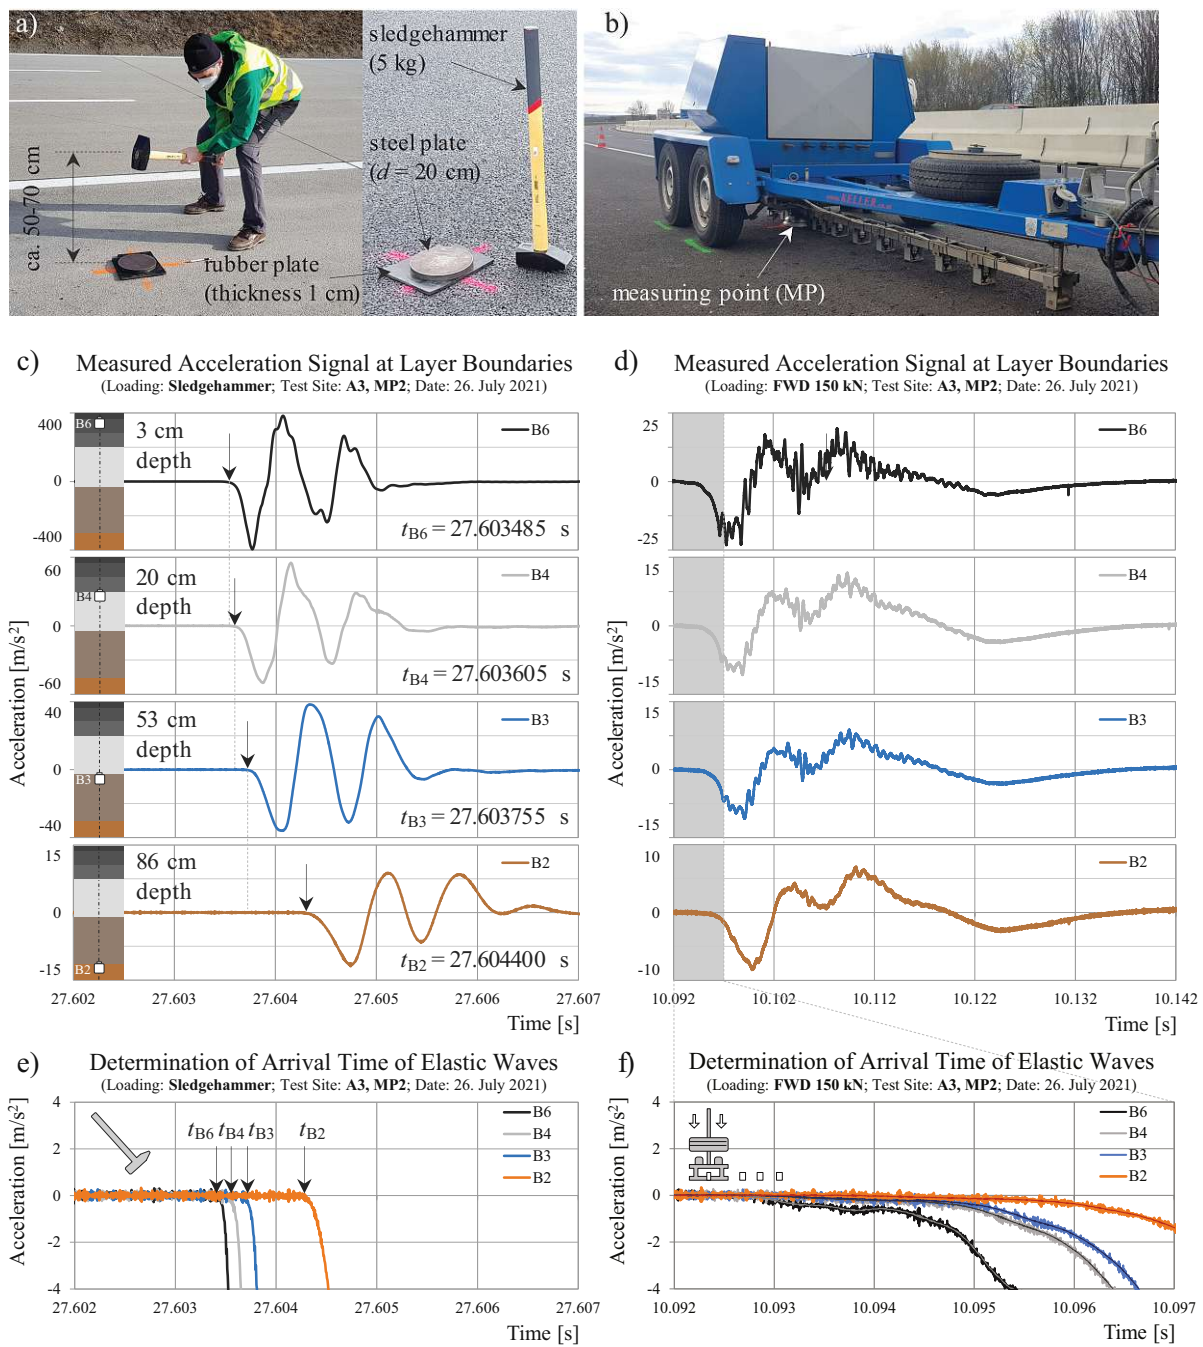 a)
sledgehammer
(5 kg)
steel plate
(d = 20 cm)
ca. 50-70 cm
rubber plate
(thickness 1 cm)
b)
KELLER
measuring point (MP)
c)
Measured Acceleration Signal at Layer Boundaries
(Loading: Sledgehammer; Test Site: A3, MP2; Date: 26. July 2021)
Acceleration [m/s²]
400
0
-400
B6
3 cm
depth
B6
tB6 = 27.603485 s
60
0
-60
B4
20 cm
depth
B4
tB4 = 27.603605 s
40
0
-40
B3
53 cm
depth
B3
tB3 = 27.603755 s
15
0
-15
B2
86 cm
depth
B2
tB2 = 27.604400 s
27.602 27.603 27.604 27.605 27.606 27.607
Time [s]
d)
Measured Acceleration Signal at Layer Boundaries
(Loading: FWD 150 kN; Test Site: A3, MP2; Date: 26. July 2021)
Acceleration [m/s²]
25
0
-25
B6
15
0
-15
B4
15
0
-15
B3
10
0
-10
B2
10.092 10.102 10.112 10.122 10.132 10.142
Time [s]
e)
Determination of Arrival Time of Elastic Waves
(Loading: Sledgehammer; Test Site: A3, MP2; Date: 26. July 2021)
Acceleration [m/s²]
4
2
0
-2
-4
tB6 tB4 tB3 tB2
B6
B4
B3
B2
27.602 27.603 27.604 27.605 27.606 27.607
Time [s]
f)
Determination of Arrival Time of Elastic Waves
(Loading: FWD 150 kN; Test Site: A3, MP2; Date: 26. July 2021)
Acceleration [m/s²]
4
2
0
-2
-4
B6
B4
B3
B2
10.092 10.093 10.094 10.095 10.096 10.097
Time [s]